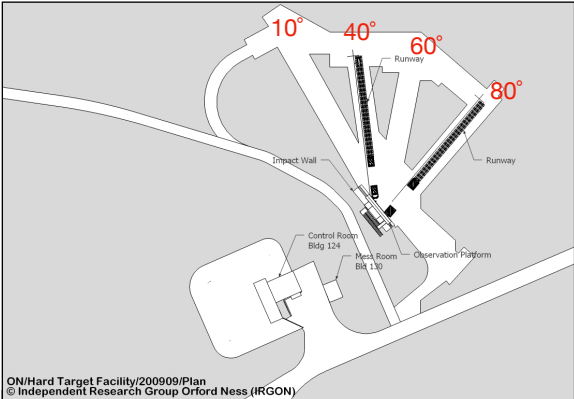 10°
40°
60°
80°
Runway
Runway
Impact Wall
Control Room
Bldg 124
Mess Room
Bld 130
Observation Platform
ON/Hard Target Facility/200909/Plan
© Independent Research Group Orford Ness (IRGON)